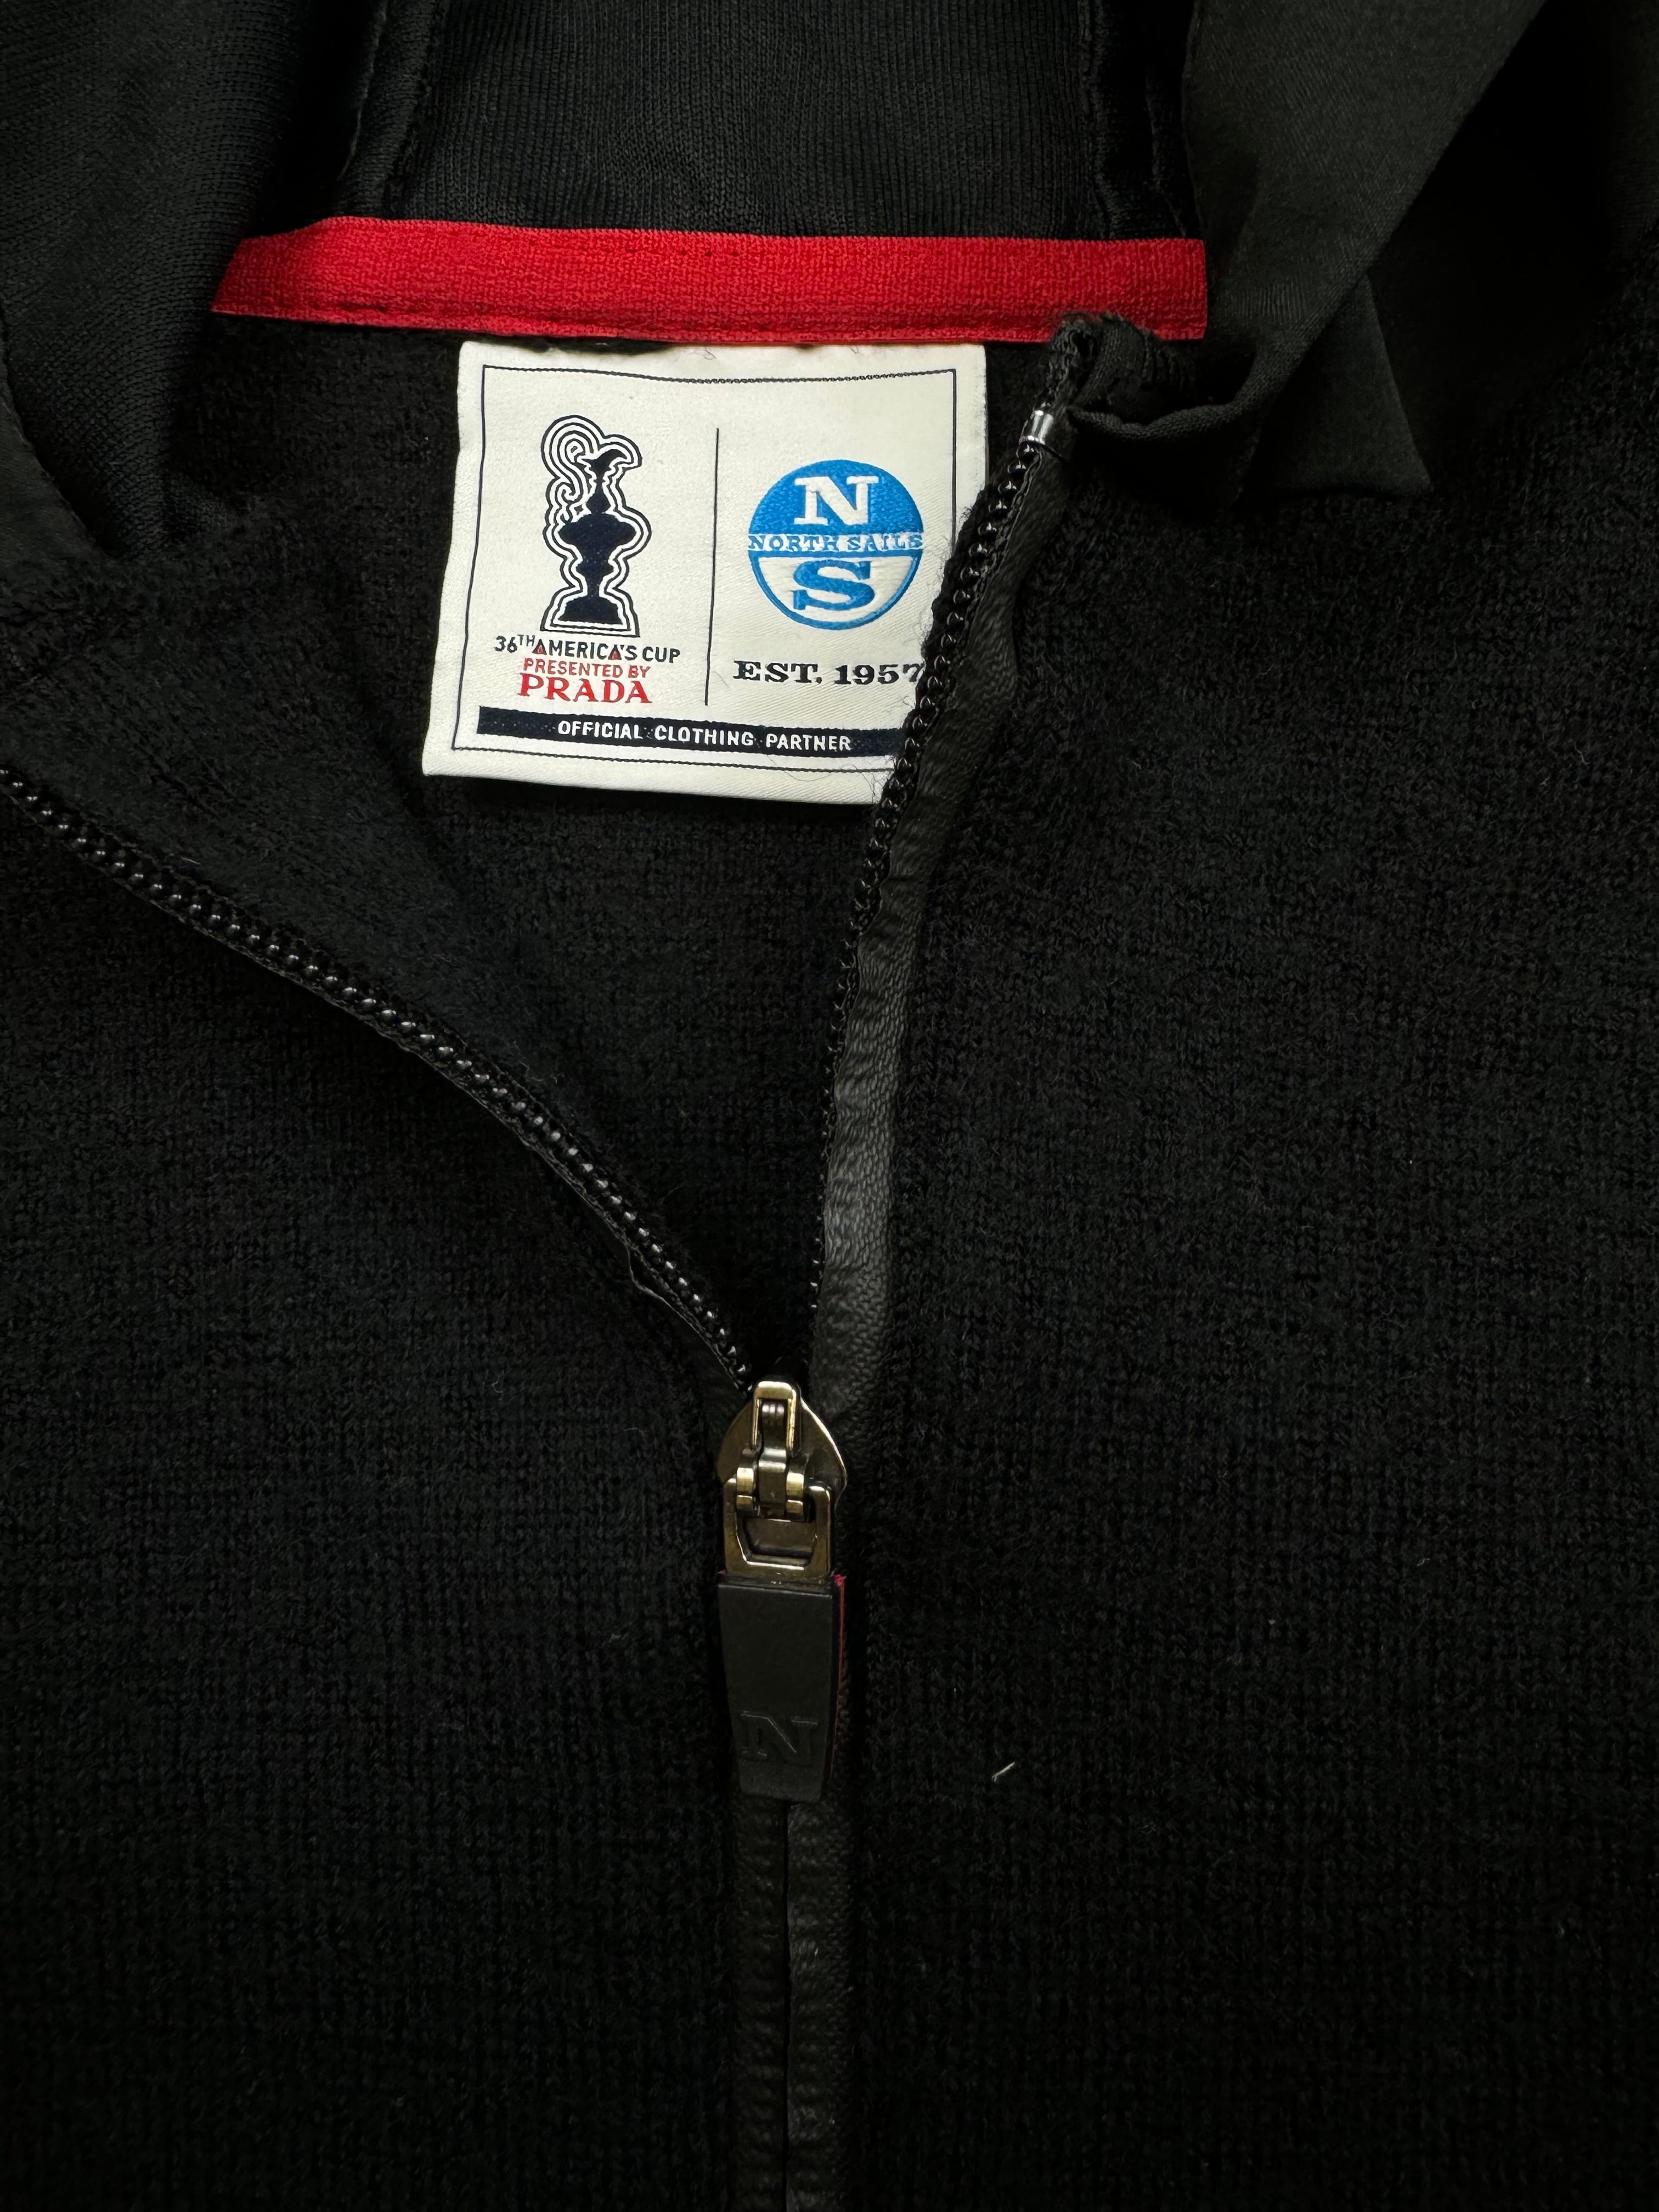 36TH AMERICA'S CUP
PRESENTED BY
PRADA
N
NORTH SAILS
S
EST. 1957
OFFICIAL CLOTHING PARTNER
N